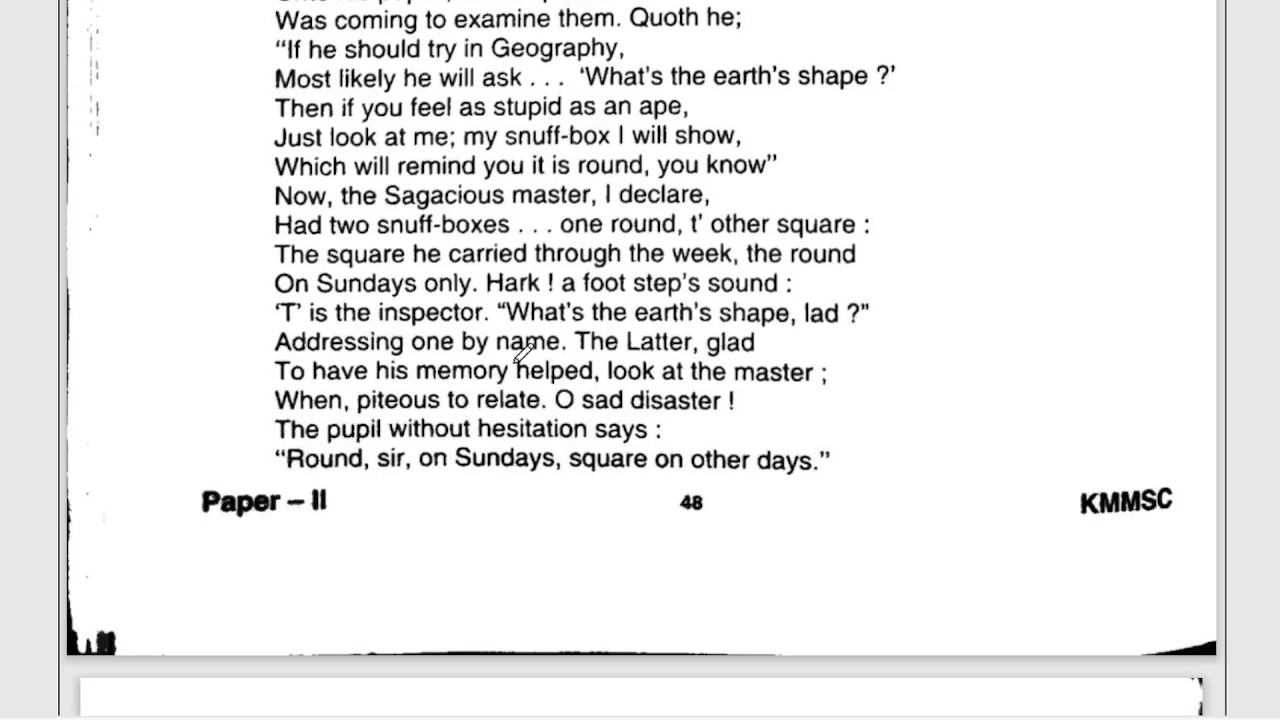 Was coming to examine them. Quoth he;
“If he should try in Geography,
Most likely he will ask . . . ‘What's the earth's shape ?’
Then if you feel as stupid as an ape,
Just look at me; my snuff-box I will show,
Which will remind you it is round, you know”
Now, the Sagacious master, I declare,
Had two snuff-boxes . . . one round, t’ other square :
The square he carried through the week, the round
On Sundays only. Hark ! a foot step's sound :
‘T’ is the inspector. “What's the earth's shape, lad ?”
Addressing one by name. The Latter, glad
To have his memory helped, look at the master ;
When, piteous to relate. O sad disaster !
The pupil without hesitation says :
“Round, sir, on Sundays, square on other days.”
Paper – II 48 KMMSC